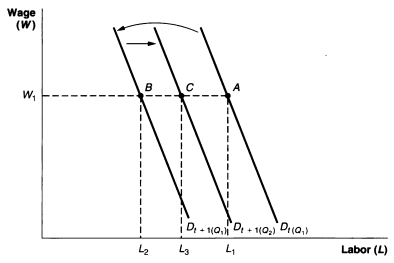 Wage
(W)
B C A
W₁
Dₜ₊₁(Q₁) Dₜ₊₁(Q₂) Dₜ(Q₁)
L₂ L₃ L₁ Labor (L)